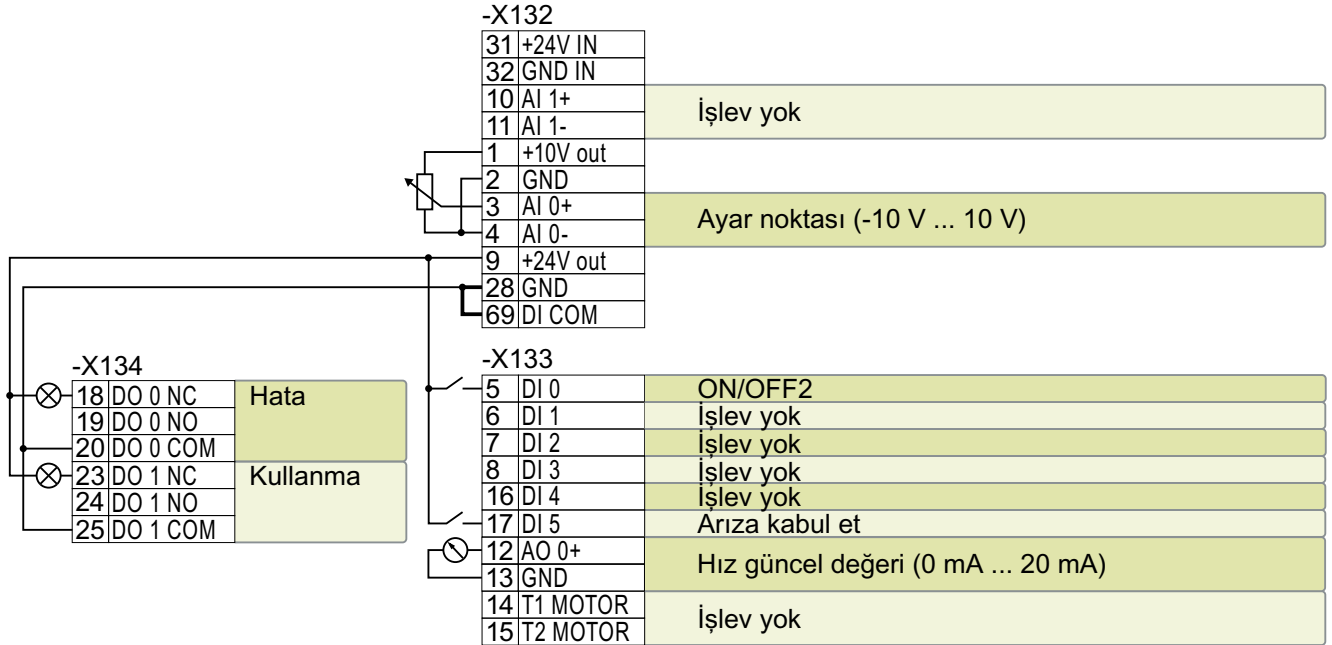 -X132
31 +24V IN
32 GND IN
10 AI 1+
11 AI 1-
İşlev yok
1 +10V out
2 GND
3 AI 0+
4 AI 0-
Ayar noktası (-10 V ... 10 V)
9 +24V out
28 GND
69 DI COM
-X134
18 DO 0 NC Hata
19 DO 0 NO
20 DO 0 COM
23 DO 1 NC Kullanma
24 DO 1 NO
25 DO 1 COM
-X133
5 DI 0 ON/OFF2
6 DI 1 İşlev yok
7 DI 2 İşlev yok
8 DI 3 İşlev yok
16 DI 4 İşlev yok
17 DI 5 Arıza kabul et
12 AO 0+
13 GND
Hız güncel değeri (0 mA ... 20 mA)
14 T1 MOTOR
15 T2 MOTOR
İşlev yok